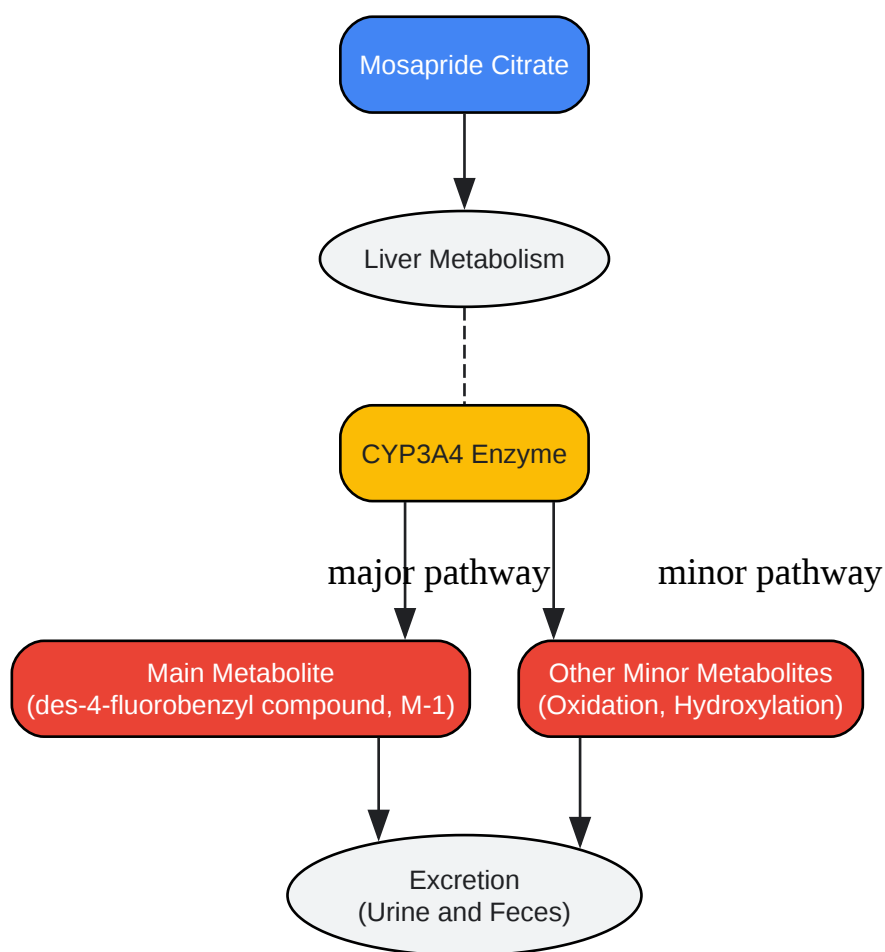 Mosapride Citrate
Liver Metabolism
CYP3A4 Enzyme
major pathway
minor pathway
Main Metabolite
(des-4-fluorobenzyl compound, M-1)
Other Minor Metabolites
(Oxidation, Hydroxylation)
Excretion
(Urine and Feces)